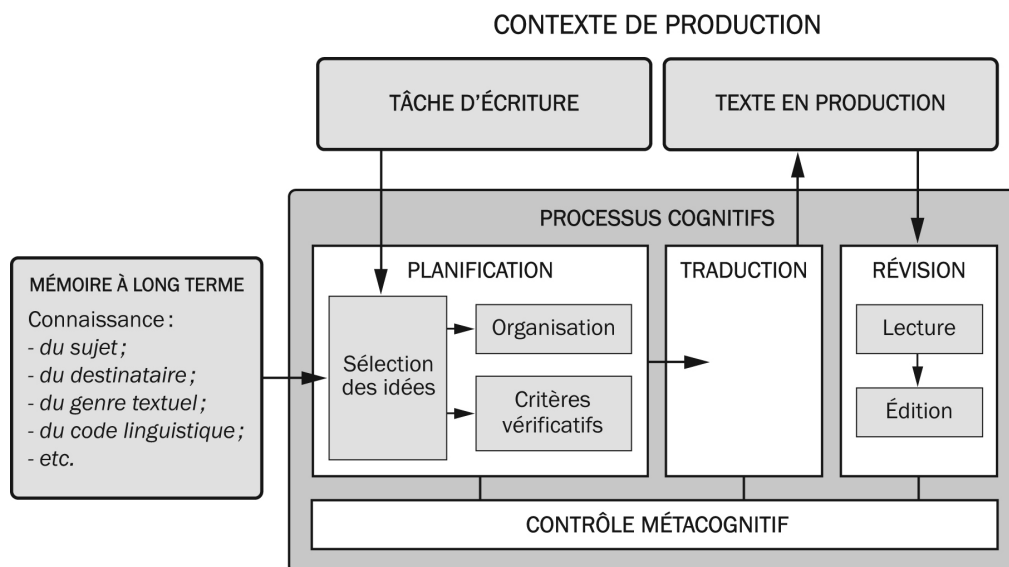 CONTEXTE DE PRODUCTION
TÂCHE D'ÉCRITURE
TEXTE EN PRODUCTION
PROCESSUS COGNITIFS
MÉMOIRE À LONG TERME
Connaissance :
- du sujet ;
- du destinataire ;
- du genre textuel ;
- du code linguistique ;
- etc.
PLANIFICATION
Sélection
des idées
Organisation
Critères
vérificatifs
TRADUCTION
RÉVISION
Lecture
Édition
CONTRÔLE MÉTACOGNITIF